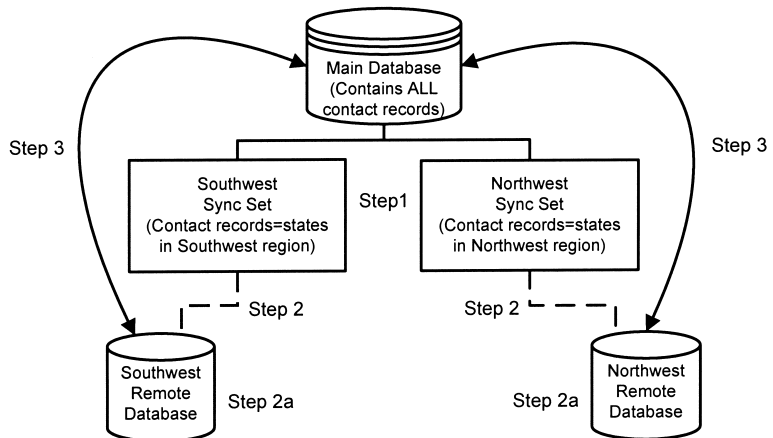 Main Database
(Contains ALL
contact records)
Step 3
Step 3
Southwest
Sync Set
(Contact records=states
in Southwest region)
Step1
Northwest
Sync Set
(Contact records=states
in Northwest region)
Step 2
Step 2
Southwest
Remote
Database
Step 2a
Step 2a
Northwest
Remote
Database